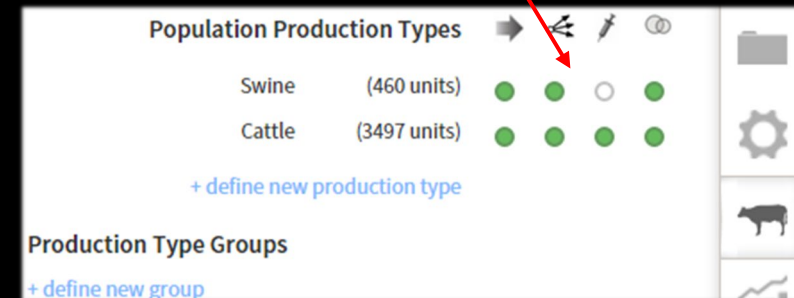 Population Production Types
Swine (460 units)
Cattle (3497 units)
+ define new production type
Production Type Groups
+ define new group